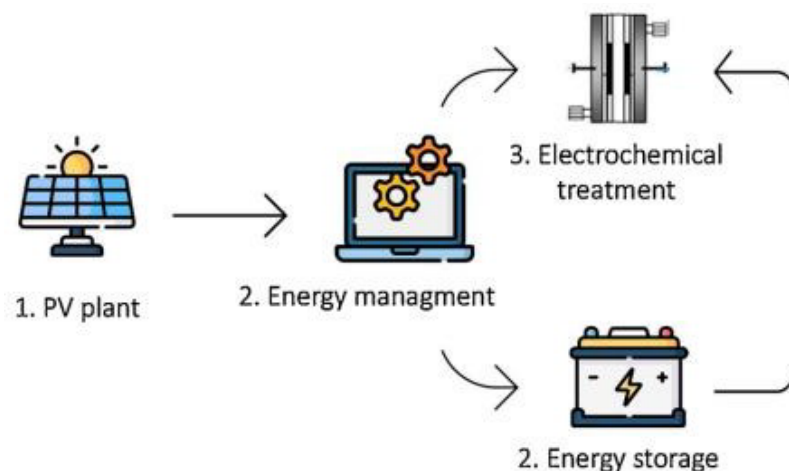 1. PV plant
2. Energy managment
3. Electrochemical
treatment
- +
2. Energy storage